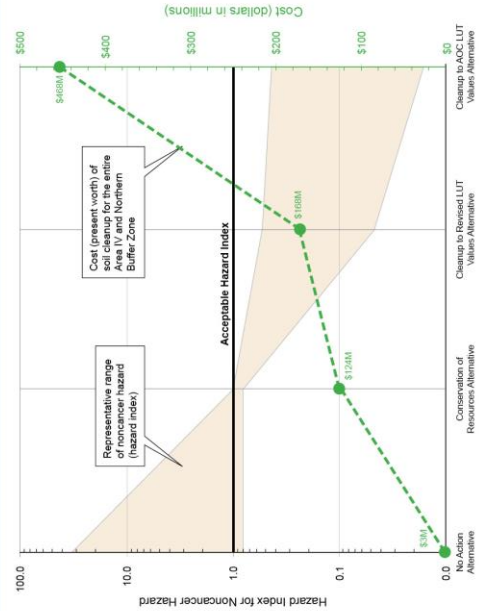 Cost (dollars in millions)
$500
$400
$300
$200
$100
$0
$468M
Cost (present worth) of
soil cleanup for the entire
Area IV and Northern
Buffer Zone
$168M
Acceptable Hazard Index
Representative range
of noncancer hazard
(hazard index)
$124M
$3M
100.0
10.0
1.0
0.1
0.0
Hazard Index for Noncancer Hazard
No Action
Alternative
Conservation of
Resources Alternative
Cleanup to Revised LUT
Values Alternative
Cleanup to AOC LUT
Values Alternative